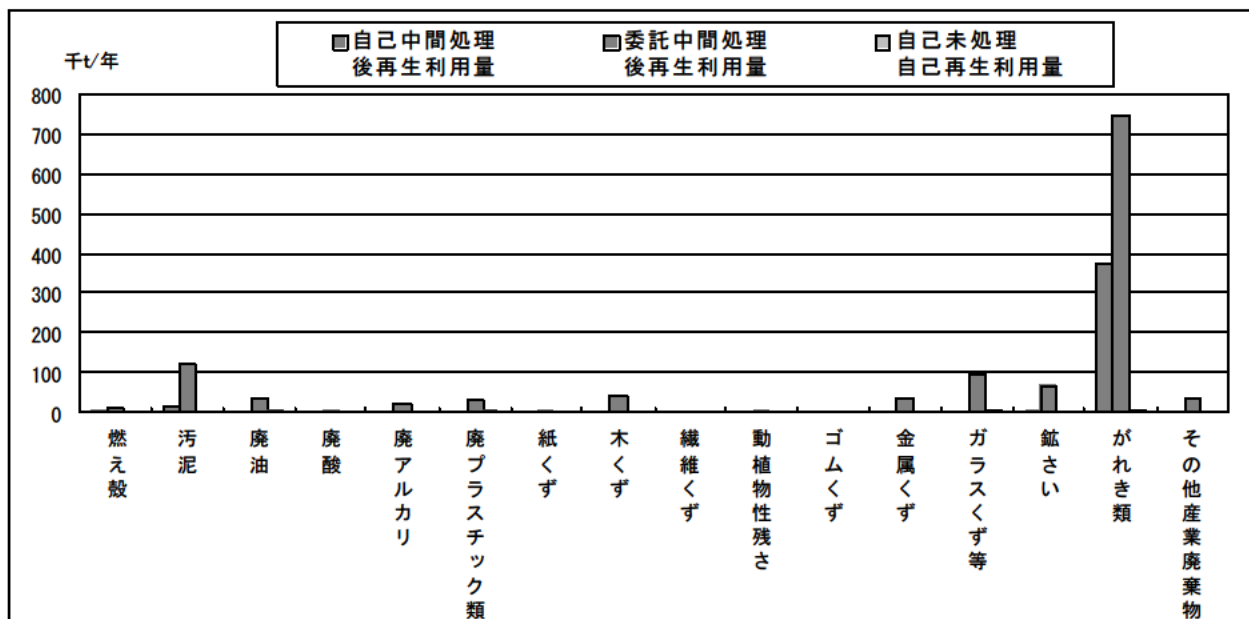 自己中間処理 委託中間処理 自己未処理
後再生利用量 後再生利用量 自己再生利用量
千t/年
800
700
600
500
400
300
200
100
0
燃え殻
汚泥
廃油
廃酸
廃アルカリ
廃プラスチック類
紙くず
木くず
繊維くず
動植物性残さ
ゴムくず
金属くず
ガラスくず等
鉱さい
がれき類
その他産業廃棄物